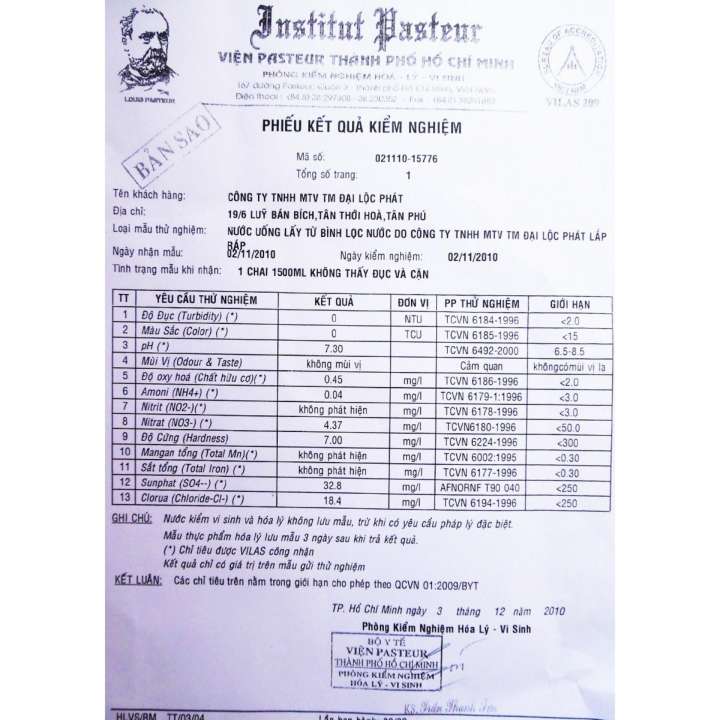 Institut Pasteur
VIỆN PASTEUR THÀNH PHỐ HỒ CHÍ MINH
PHÒNG KIỂM NGHIỆM HÓA - LÝ - VI SINH
LOUIS PASTEUR
VILAS
BẢN SAO
PHIẾU KẾT QUẢ KIỂM NGHIỆM
Mã số: 021110-15776
Tổng số trang: 1
Tên khách hàng: CÔNG TY TNHH MTV TM ĐẠI LỘC PHÁT
Địa chỉ: 19/6 LUỸ BÁN BÍCH,TÂN THỚI HOÀ,TÂN PHÚ
Loại mẫu thử nghiệm: NƯỚC UỐNG LẤY TỪ BÌNH LỌC NƯỚC DO CÔNG TY TNHH MTV TM ĐẠI LỘC PHÁT LẮP
RÁP
Ngày nhận mẫu: 02/11/2010 Ngày kiểm nghiệm: 02/11/2010
Tình trạng mẫu khi nhận: 1 CHAI 1500ML KHÔNG THẤY ĐỤC VÀ CẶN
TT YÊU CẦU THỬ NGHIỆM KẾT QUẢ ĐƠN VỊ PP THỬ NGHIỆM GIỚI HẠN
1 Độ Đục (Turbidity) (*) 0 NTU TCVN 6184-1996 <2.0
2 Màu Sắc (Color) (*) 0 TCU TCVN 6185-1996 <15
3 pH (*) 7.30 TCVN 6492-2000 6.5-8.5
4 Mùi Vị (Odour & Taste) không mùi vị Cảm quan khôngcómùi vị lạ
5 Độ oxy hoá (Chất hữu cơ)(*) 0.45 mg/l TCVN 6186-1996 <2.0
6 Amoni (NH4+) (*) 0.04 mg/l TCVN 6179-1:1996 <3.0
7 Nitrit (NO2-)(*) không phát hiện mg/l TCVN 6178-1996 <3.0
8 Nitrat (NO3-) (*) 4.37 mg/l TCVN6180-1996 <50.0
9 Độ Cứng (Hardness) 7.00 mg/l TCVN 6224-1996 <300
10 Mangan tổng (Total Mn)(*) không phát hiện mg/l TCVN 6002:1995 <0.30
11 Sắt tổng (Total Iron) (*) không phát hiện mg/l TCVN 6177-1996 <0.30
12 Sunphat (SO4--) (*) 32.8 mg/l AFNORNF T90 040 <250
13 Clorua (Chloride-Cl-) (*) 18.4 mg/l TCVN 6194-1996 <250
GHI CHÚ: Nước kiểm vi sinh và hóa lý không lưu mẫu, trừ khi có yêu cầu pháp lý đặc biệt.
Mẫu thực phẩm hóa lý lưu mẫu 3 ngày sau khi trả kết quả.
(*) Chỉ tiêu được VILAS công nhận
Kết quả chỉ có giá trị trên mẫu gửi thử nghiệm
KẾT LUẬN: Các chỉ tiêu trên nằm trong giới hạn cho phép theo QCVN 01:2009/BYT
TP. Hồ Chí Minh ngày 3 tháng 12 năm 2010
Phòng Kiểm Nghiệm Hóa Lý - Vi Sinh
BỘ Y TẾ
VIỆN PASTEUR
THÀNH PHỐ HỒ CHÍ MINH
PHÒNG KIỂM NGHIỆM
HÓA LÝ - VI SINH
KS. Trần Thanh
HLVS/BM TT/03/04